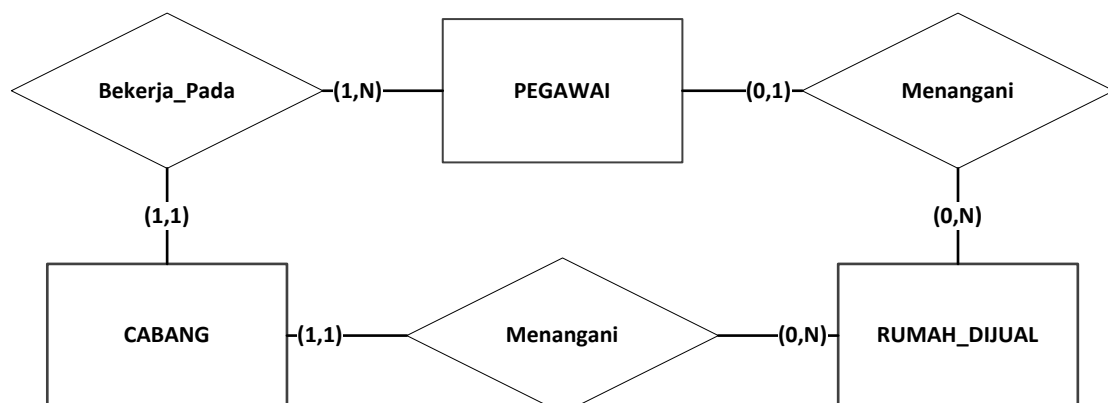 Bekerja_Pada
(1,N)
PEGAWAI
(0,1)
Menangani
(1,1)
(0,N)
CABANG
(1,1)
Menangani
(0,N)
RUMAH_DIJUAL